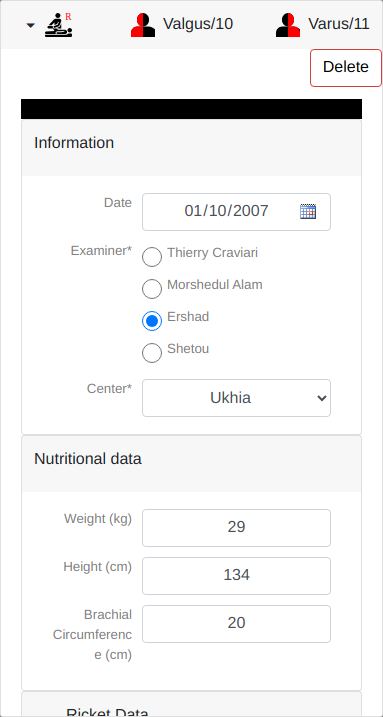 R
Valgus/10
Varus/11
Delete
Information
Date
01/10/2007
Examiner*
Thierry Craviari
Morshedul Alam
Ershad
Shetou
Center*
Ukhia
Nutritional data
Weight (kg)
29
Height (cm)
134
Brachial
Circumferenc
e (cm)
20
Ricket Data